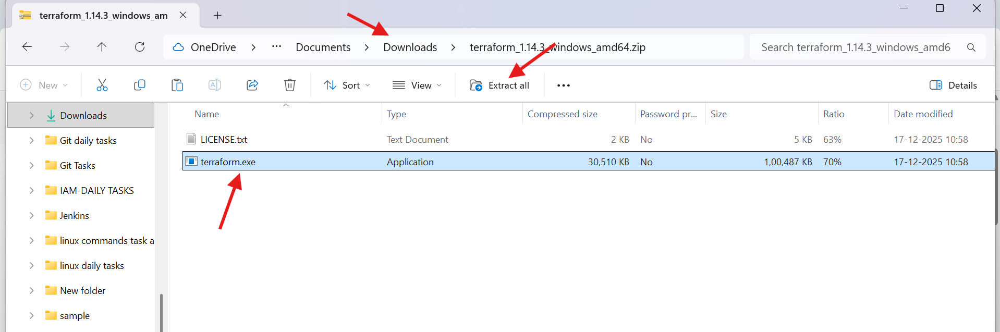 terraform_1.14.3_windows_am
OneDrive > ... Documents > Downloads > terraform_1.14.3_windows_amd64.zip Search terraform_1.14.3_windows_amd6
New Sort View Extract all ... Details
Name Type Compressed size Password pr... Size Ratio Date modified
Downloads
LICENSE.txt Text Document 2 KB No 5 KB 63% 17-12-2025 10:58
terraform.exe Application 30,510 KB No 1,00,487 KB 70% 17-12-2025 10:58
Git daily tasks
Git Tasks
IAM-DAILY TASKS
Jenkins
linux commands task a
linux daily tasks
New folder
sample